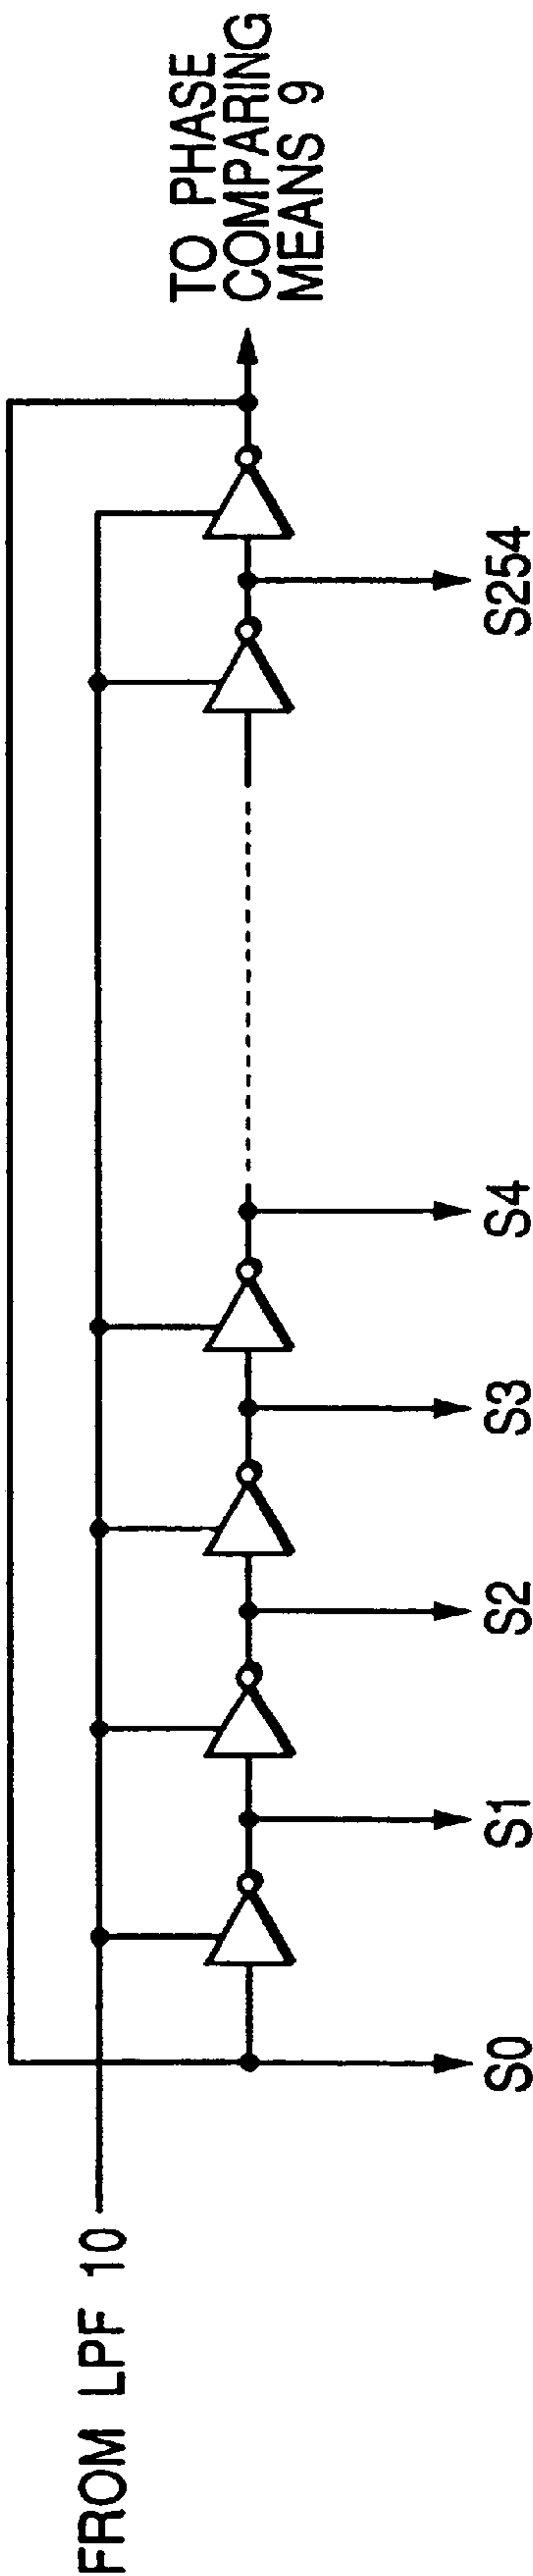 FROM LPF 10
S0
S1
S2
S3
S4
S254
TO PHASE
COMPARING
MEANS 9